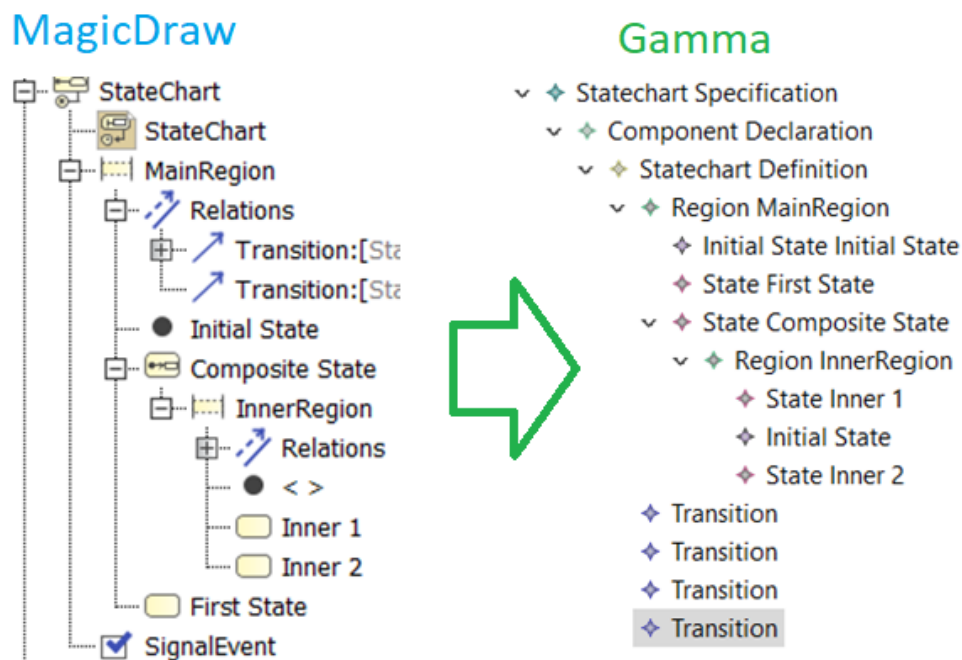 MagicDraw
StateChart
StateChart
MainRegion
Relations
Transition:[Sta
Transition:[Sta
Initial State
Composite State
InnerRegion
Relations
< >
Inner 1
Inner 2
First State
SignalEvent
Gamma
Statechart Specification
Component Declaration
Statechart Definition
Region MainRegion
Initial State Initial State
State First State
State Composite State
Region InnerRegion
State Inner 1
Initial State
State Inner 2
Transition
Transition
Transition
Transition